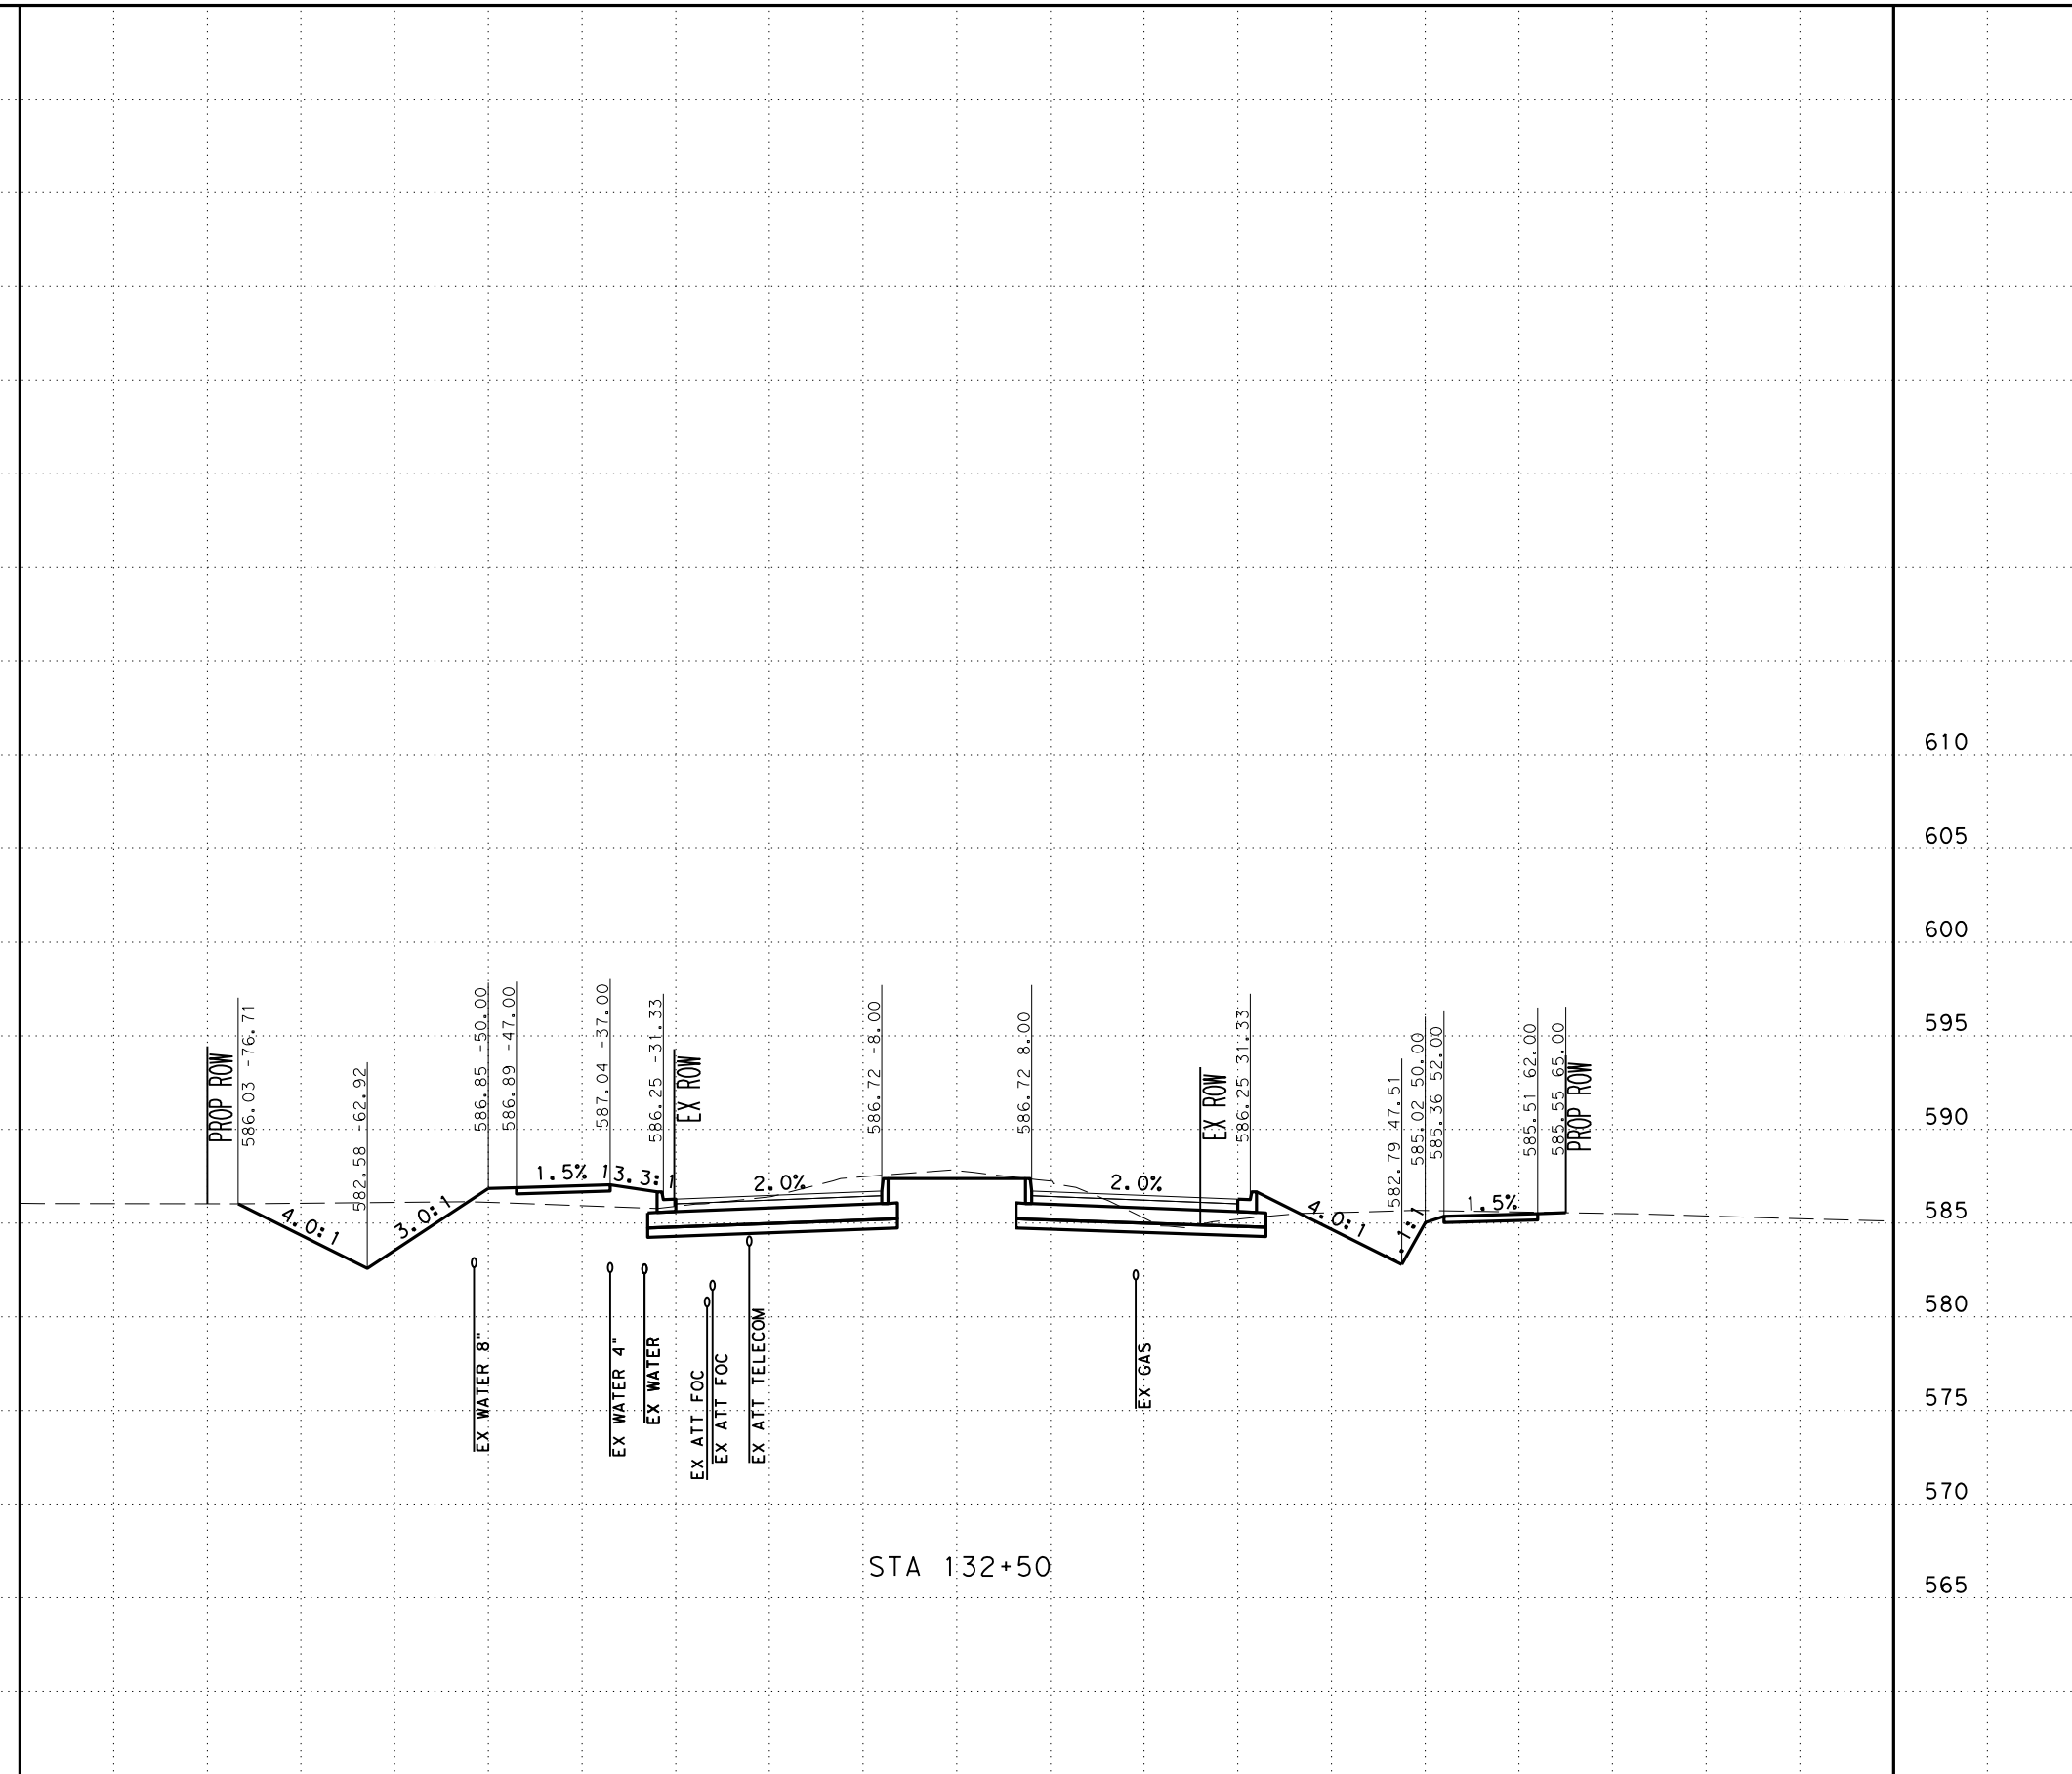 610
605
600
595
590
585
580
575
570
565
PROP ROW
586.03 -76.71
582.58 -62.92
586.85 -50.00
586.89 -47.00
587.04 -37.00
586.25 -31.33
EX ROW
586.72 -8.00
586.72 8.00
EX ROW
586.25 31.33
582.79 47.51
585.02 50.00
585.36 52.00
585.51 62.00
585.55 65.00
PROP ROW
4.0:1
3.0:1
1.5%
13.3:1
2.0%
2.0%
4.0:1
.1:1
1.5%
EX WATER 8"
EX WATER 4"
EX WATER
EX ATT FOC
EX ATT FOC
EX ATT TELECOM
EX GAS
STA 132+50